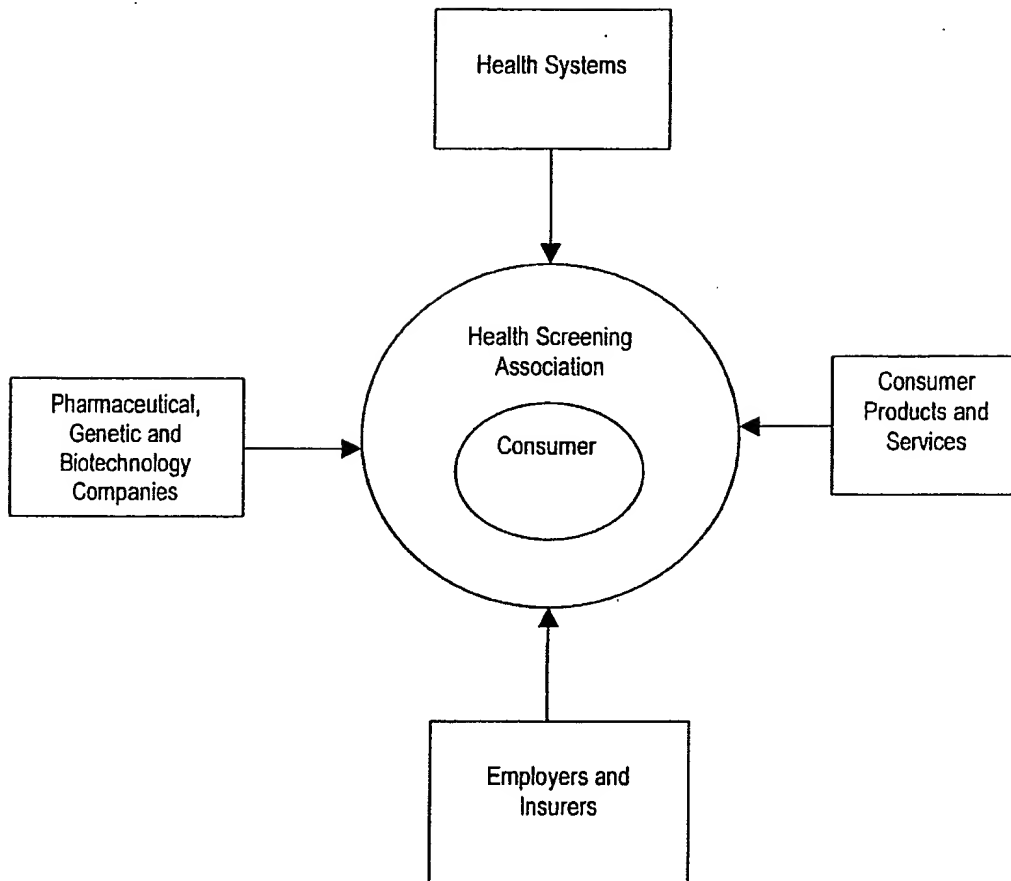 Health Systems
Health Screening
Association
Consumer
Pharmaceutical,
Genetic and
Biotechnology
Companies
Consumer
Products and
Services
Employers and
Insurers